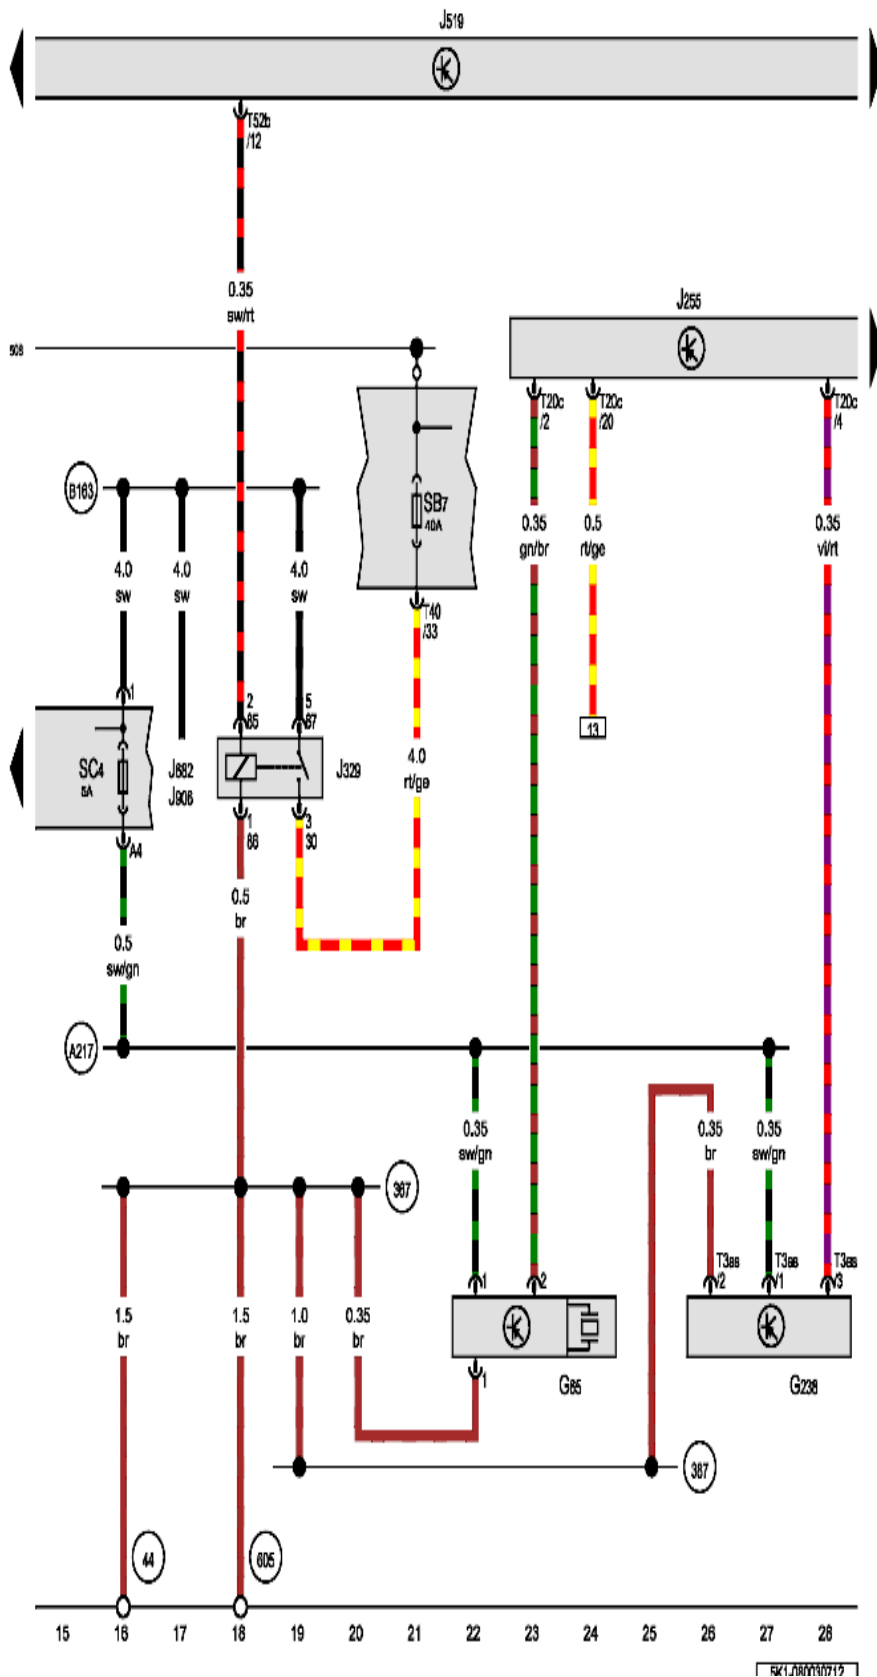 J519
T52b
/12
0.35
sw/rt
J255
508
T20c
/2
T20c
/20
T20c
/4
B163
SB7
40A
0.35
gn/br
0.5
rt/ge
0.35
vi/rt
4.0
sw
4.0
sw
4.0
sw
T40
/33
1
2
85
5
87
13
SC4
5A
J682
J906
J329
4.0
rt/ge
A4
1
86
3
30
0.5
br
0.5
sw/gn
A217
0.35
sw/gn
0.35
br
0.35
sw/gn
367
1
2
T3es
/2
T3es
/1
T3es
/3
1.5
br
1.5
br
1.0
br
0.35
br
1
G65
G238
387
44
605
15 16 17 18 19 20 21 22 23 24 25 26 27 28
5K1-080030712